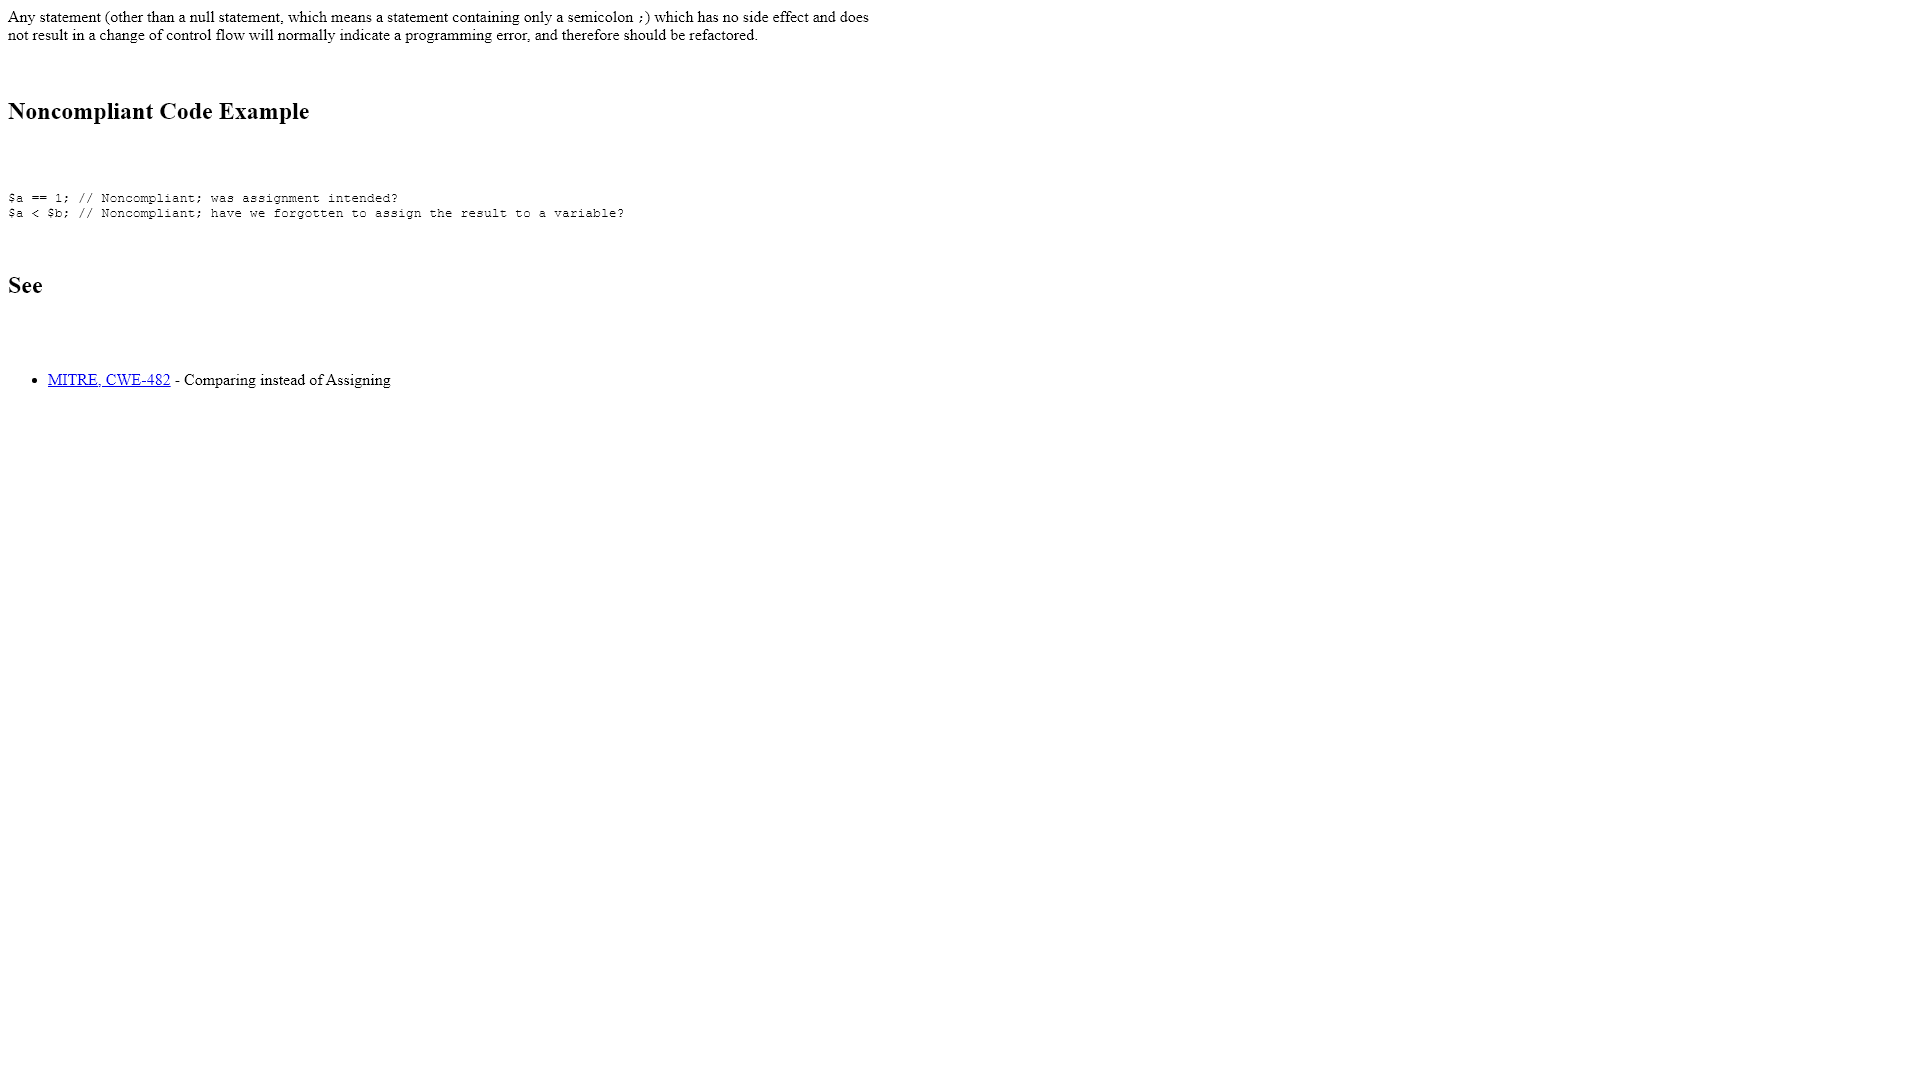 Any statement (other than a null statement, which means a statement containing only a semicolon ;) which has no side effect and does
not result in a change of control flow will normally indicate a programming error, and therefore should be refactored.
Noncompliant Code Example
$a == 1; // Noncompliant; was assignment intended?
$a < $b; // Noncompliant; have we forgotten to assign the result to a variable?
See
• MITRE, CWE-482 - Comparing instead of Assigning